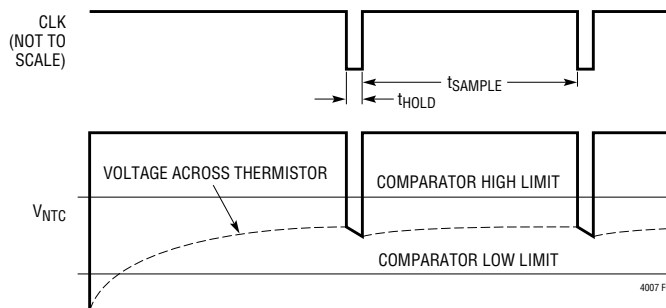 CLK
(NOT TO
SCALE)
tSAMPLE
tHOLD
VOLTAGE ACROSS THERMISTOR
COMPARATOR HIGH LIMIT
VNTC
COMPARATOR LOW LIMIT
4007 F